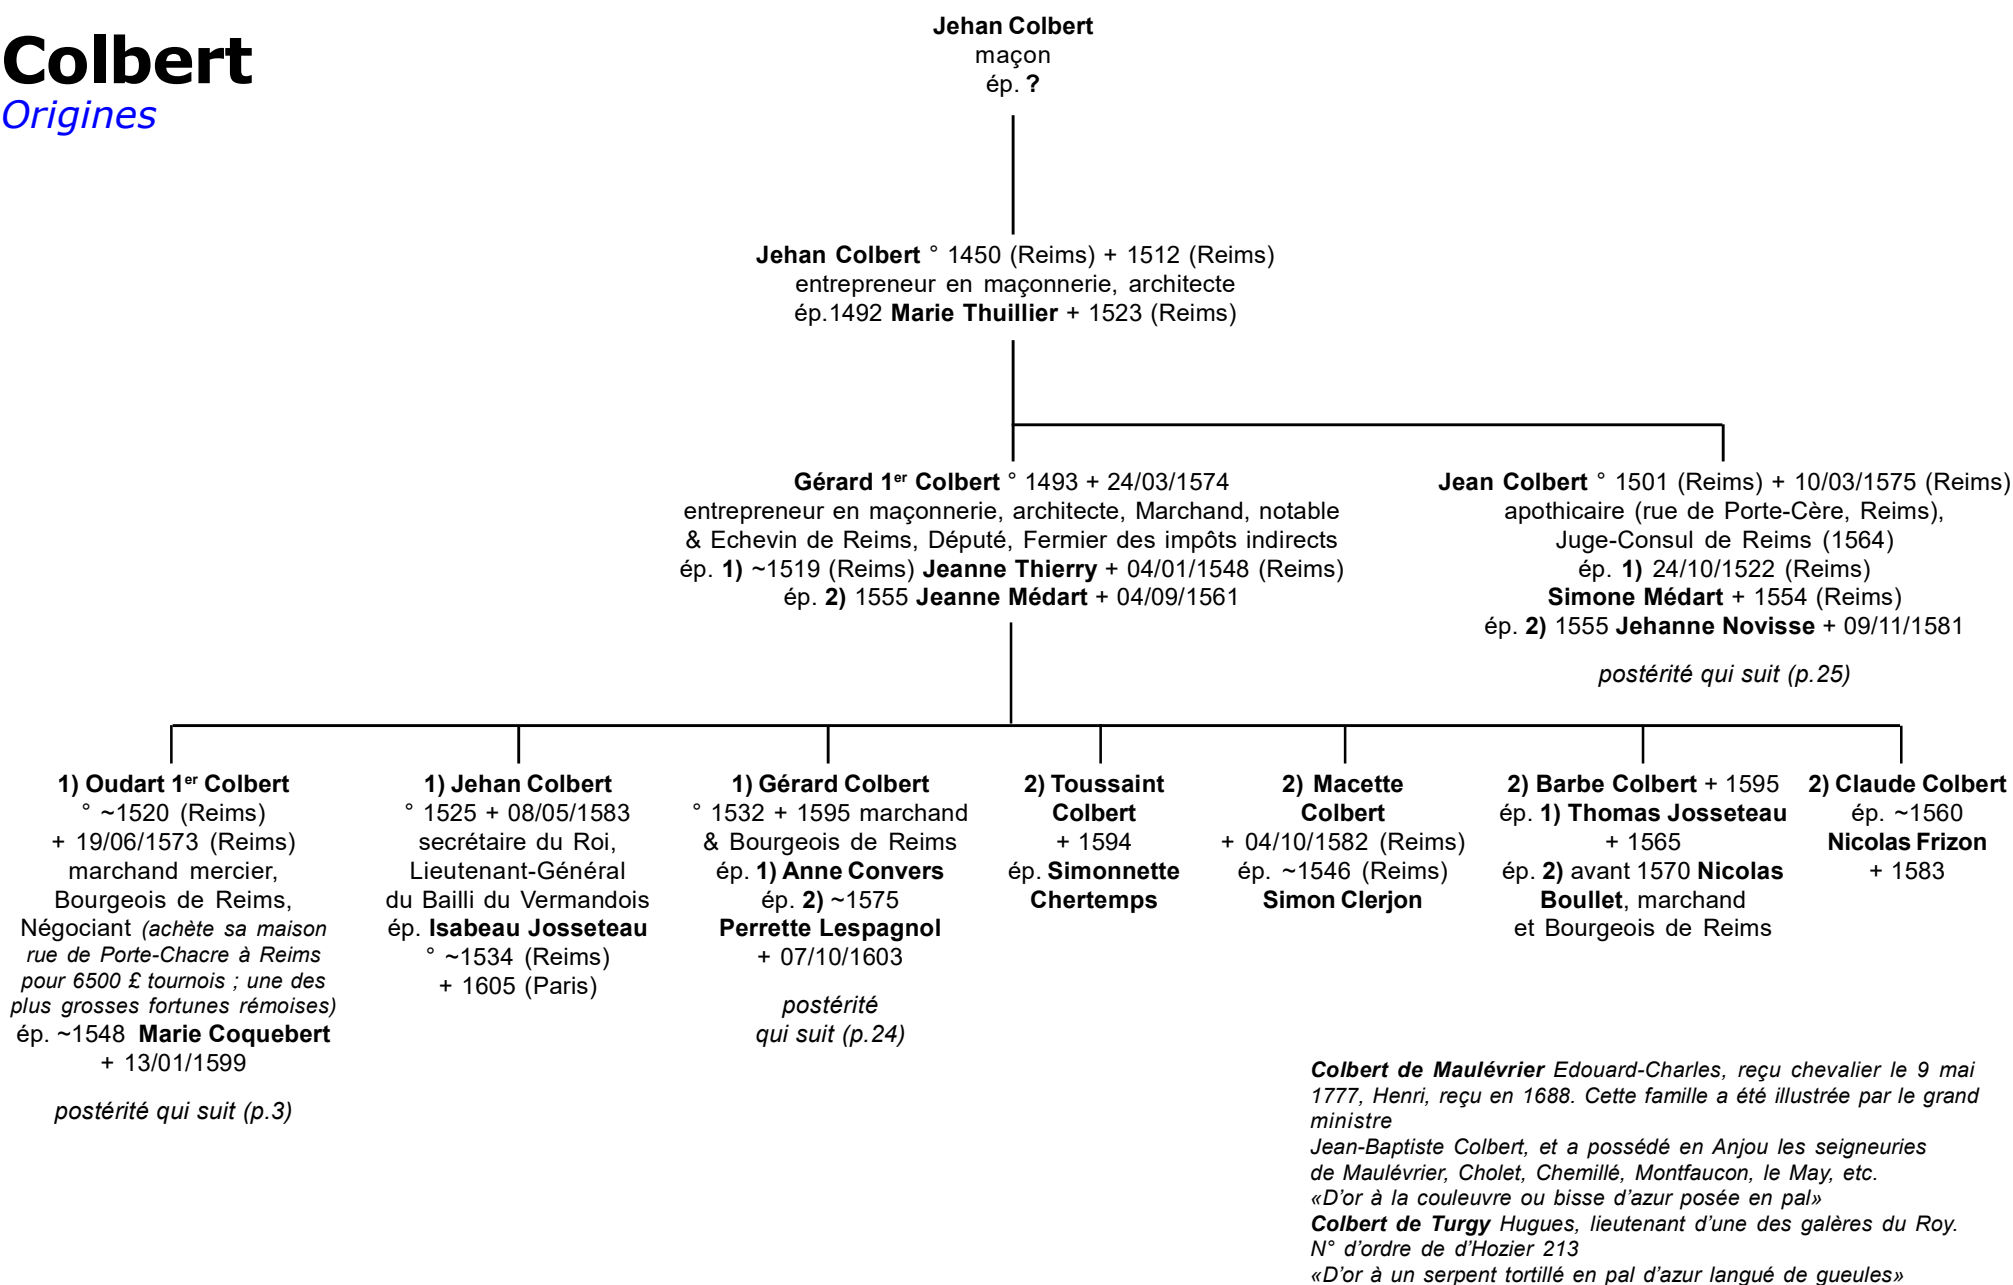 Colbert
Origines
Jehan Colbert
maçon
ép. ?
Jehan Colbert ° 1450 (Reims) + 1512 (Reims)
entrepreneur en maçonnerie, architecte
ép.1492 Marie Thuillier + 1523 (Reims)
Gérard 1er Colbert ° 1493 + 24/03/1574
entrepreneur en maçonnerie, architecte, Marchand, notable
& Echevin de Reims, Député, Fermier des impôts indirects
ép. 1) ~1519 (Reims) Jeanne Thierry + 04/01/1548 (Reims)
ép. 2) 1555 Jeanne Médart + 04/09/1561
Jean Colbert ° 1501 (Reims) + 10/03/1575 (Reims)
apothicaire (rue de Porte-Cère, Reims),
Juge-Consul de Reims (1564)
ép. 1) 24/10/1522 (Reims)
Simone Médart + 1554 (Reims)
ép. 2) 1555 Jehanne Novisse + 09/11/1581
postérité qui suit (p.25)
1) Oudart 1er Colbert
° ~1520 (Reims)
+ 19/06/1573 (Reims)
marchand mercier,
Bourgeois de Reims,
Négociant (achète sa maison
rue de Porte-Chacre à Reims
pour 6500 £ tournois ; une des
plus grosses fortunes rémoises)
ép. ~1548 Marie Coquebert
+ 13/01/1599
postérité qui suit (p.3)
1) Jehan Colbert
° 1525 + 08/05/1583
secrétaire du Roi,
Lieutenant-Général
du Bailli du Vermandois
ép. Isabeau Josseteau
° ~1534 (Reims)
+ 1605 (Paris)
1) Gérard Colbert
° 1532 + 1595 marchand
& Bourgeois de Reims
ép. 1) Anne Convers
ép. 2) ~1575
Perrette Lespagnol
+ 07/10/1603
postérité
qui suit (p.24)
2) Toussaint
Colbert
+ 1594
ép. Simonnette
Chertemps
2) Macette
Colbert
+ 04/10/1582 (Reims)
ép. ~1546 (Reims)
Simon Clerjon
2) Barbe Colbert + 1595
ép. 1) Thomas Josseteau
+ 1565
ép. 2) avant 1570 Nicolas
Boullet, marchand
et Bourgeois de Reims
2) Claude Colbert
ép. ~1560
Nicolas Frizon
+ 1583
Colbert de Maulévrier Edouard-Charles, reçu chevalier le 9 mai
1777, Henri, reçu en 1688. Cette famille a été illustrée par le grand
ministre
Jean-Baptiste Colbert, et a possédé en Anjou les seigneuries
de Maulévrier, Cholet, Chemillé, Montfaucon, le May, etc.
«D'or à la couleuvre ou bisse d'azur posée en pal»
Colbert de Turgy Hugues, lieutenant d'une des galères du Roy.
N° d'ordre de d'Hozier 213
«D'or à un serpent tortillé en pal d'azur langué de gueules»